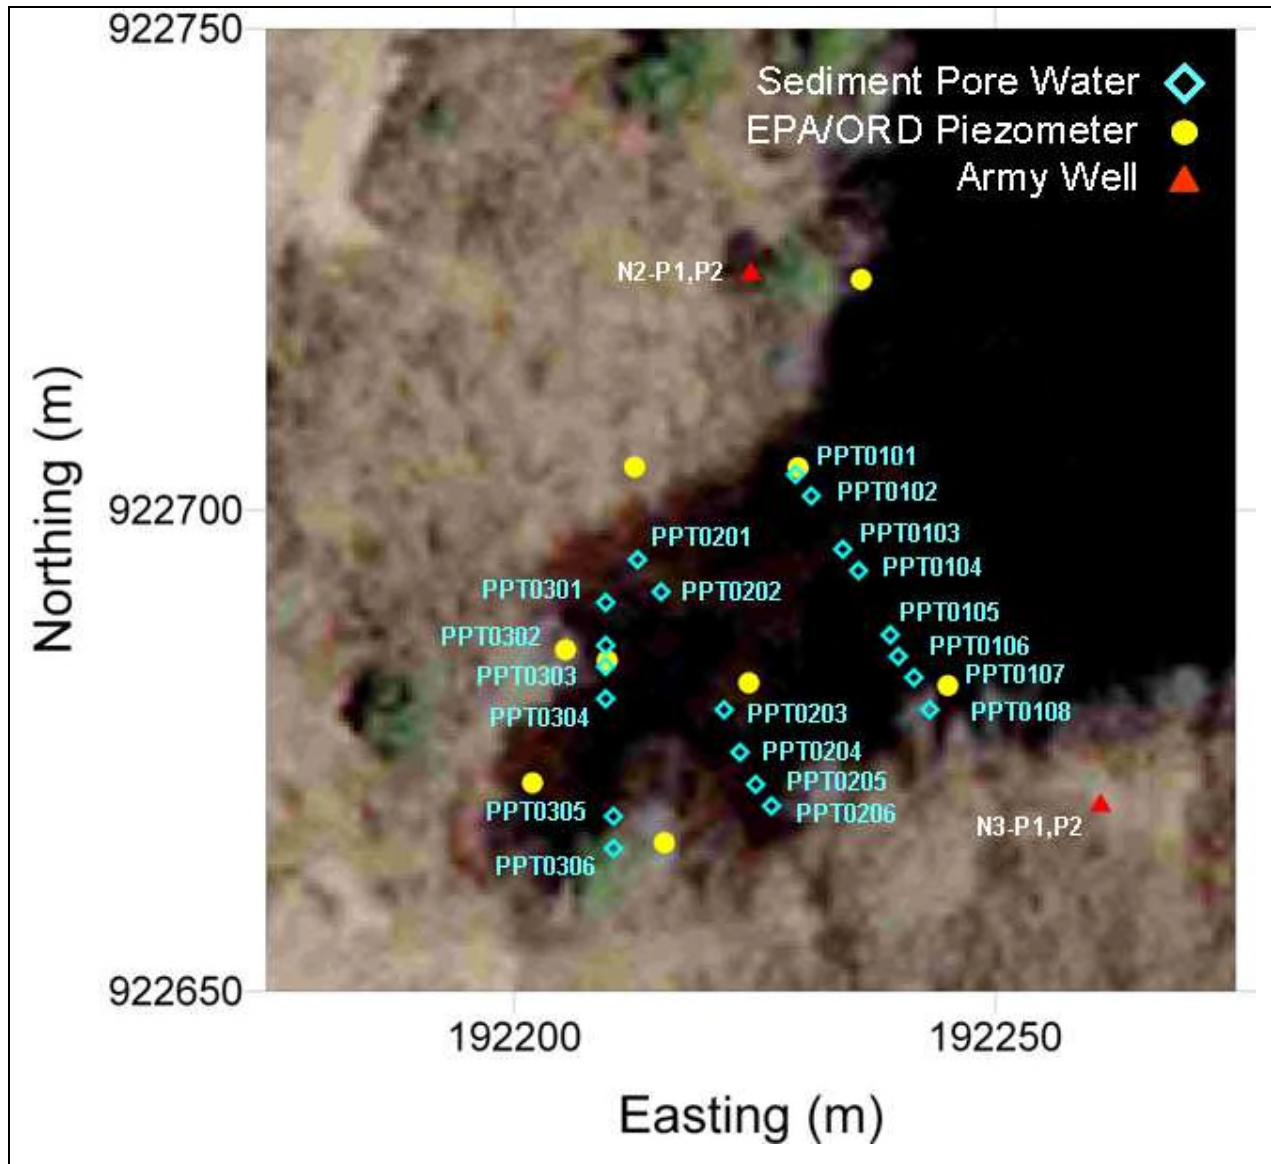 922750
Sediment Pore Water
EPA/ORD Piezometer
Army Well
N2-P1,P2
Northing (m)
PPT0101
PPT0102
922700
PPT0103
PPT0201
PPT0104
PPT0301
PPT0202
PPT0105
PPT0302
PPT0106
PPT0303
PPT0107
PPT0304
PPT0203
PPT0108
PPT0204
PPT0205
PPT0305
PPT0206
N3-P1,P2
PPT0306
922650
192200
192250
Easting (m)